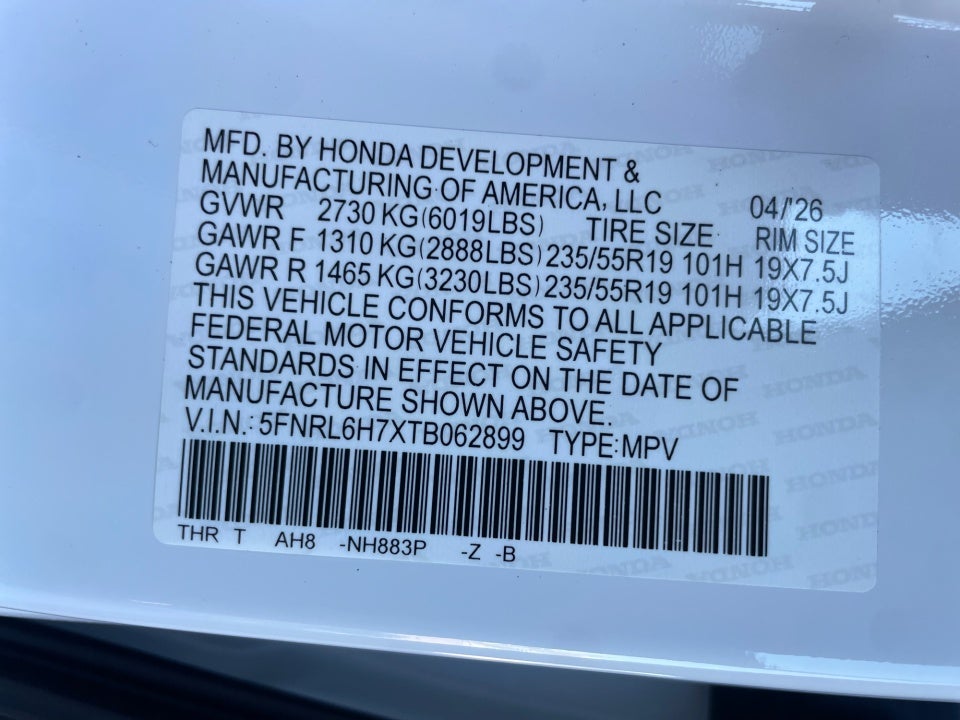 MFD. BY HONDA DEVELOPMENT &
MANUFACTURING OF AMERICA, LLC 04/'26
GVWR 2730 KG(6019LBS) TIRE SIZE RIM SIZE
GAWR F 1310 KG(2888LBS) 235/55R19 101H 19X7.5J
GAWR R 1465 KG(3230LBS) 235/55R19 101H 19X7.5J
THIS VEHICLE CONFORMS TO ALL APPLICABLE
FEDERAL MOTOR VEHICLE SAFETY
STANDARDS IN EFFECT ON THE DATE OF
MANUFACTURE SHOWN ABOVE.
V.I.N.: 5FNRL6H7XTB062899 TYPE:MPV
THR T AH8 -NH883P -Z -B